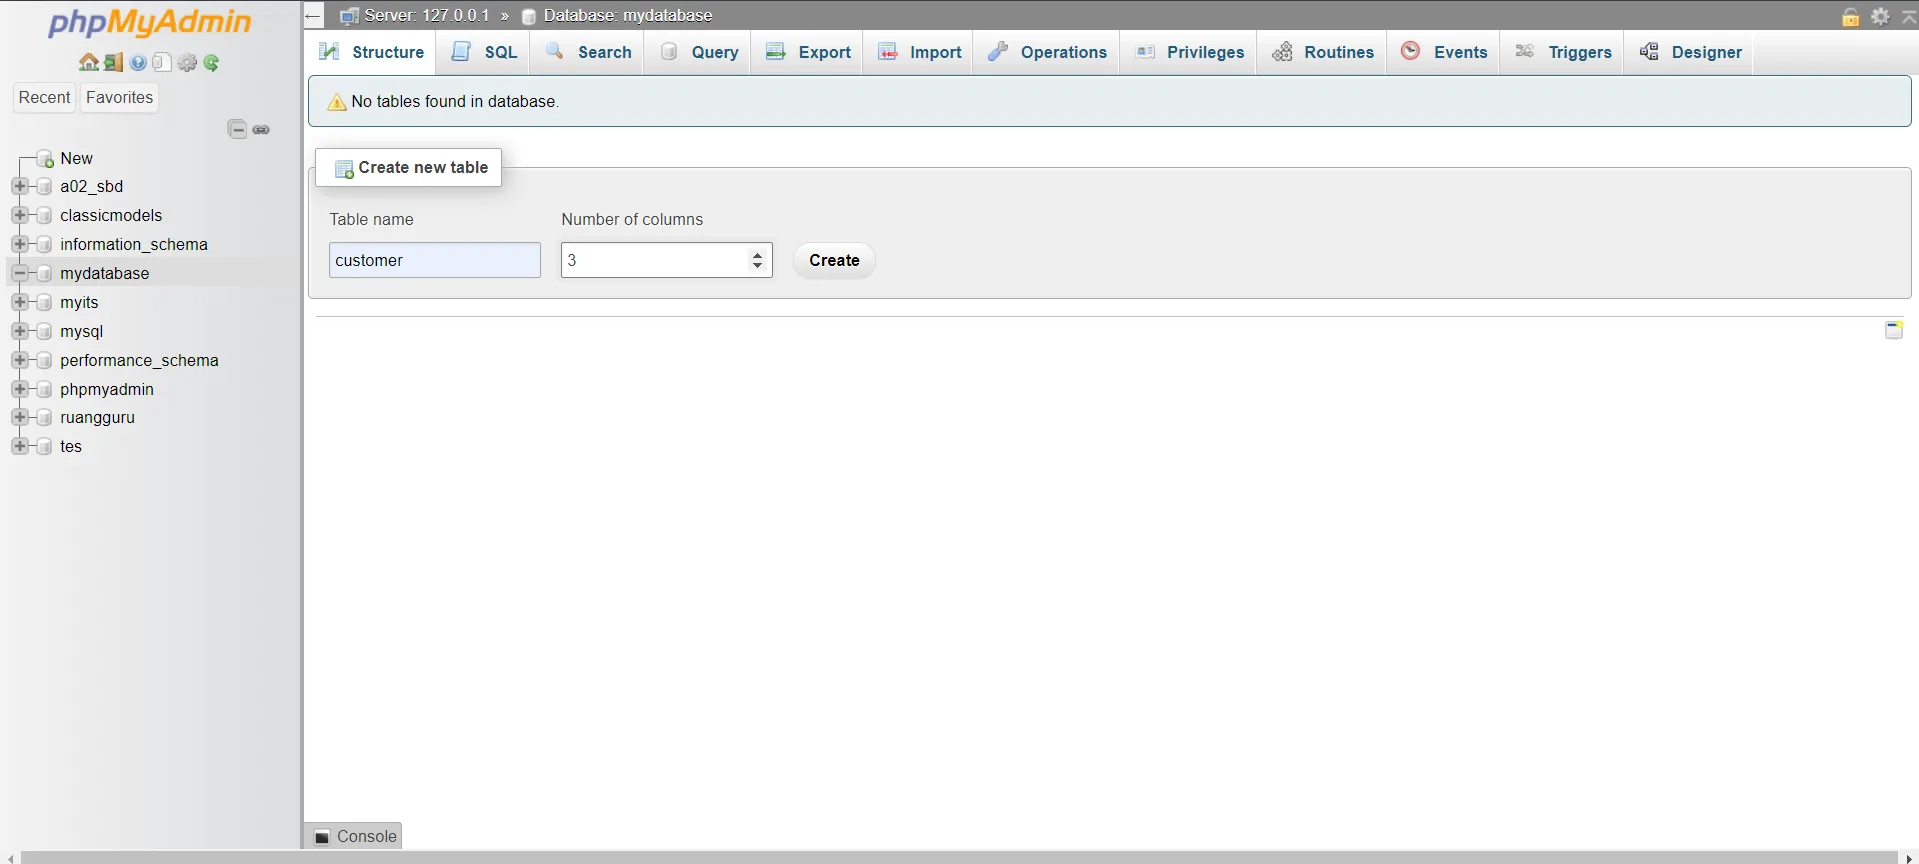 phpMyAdmin
Recent Favorites
New
a02_sbd
classicmodels
information_schema
mydatabase
myits
mysql
performance_schema
phpmyadmin
ruangguru
tes
Server: 127.0.0.1 » Database: mydatabase
Structure SQL Search Query Export Import Operations Privileges Routines Events Triggers Designer
No tables found in database.
Create new table
Table name Number of columns
customer 3 Create
Console